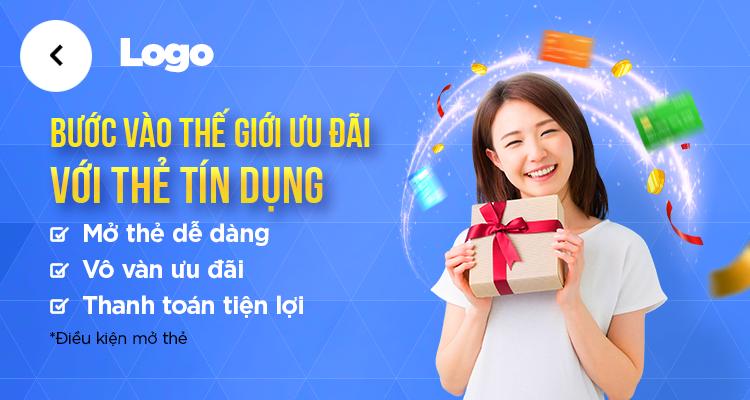 Logo
BƯỚC VÀO THẾ GIỚI ƯU ĐÃI
VỚI THẺ TÍN DỤNG
Mở thẻ dễ dàng
Vô vàn ưu đãi
Thanh toán tiện lợi
*Điều kiện mở thẻ